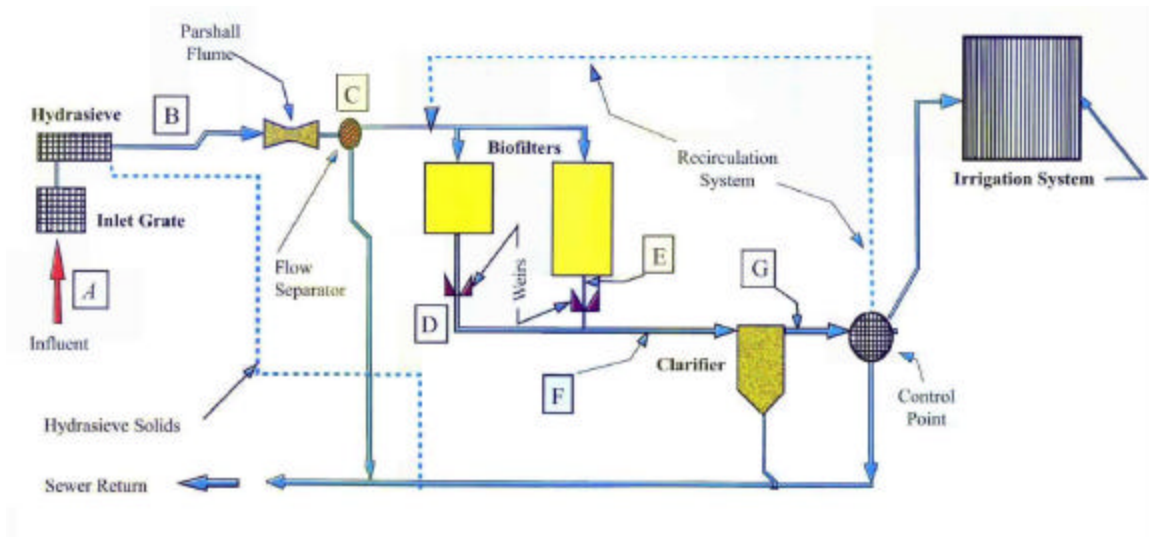 Parshall
Flume
Hydrasieve
B
C
Biofilters
Recirculation
System
Irrigation System
Inlet Grate
A
Influent
Flow
Separator
Weirs
E
D
G
F
Clarifier
Control
Point
Hydrasieve Solids
Sewer Return